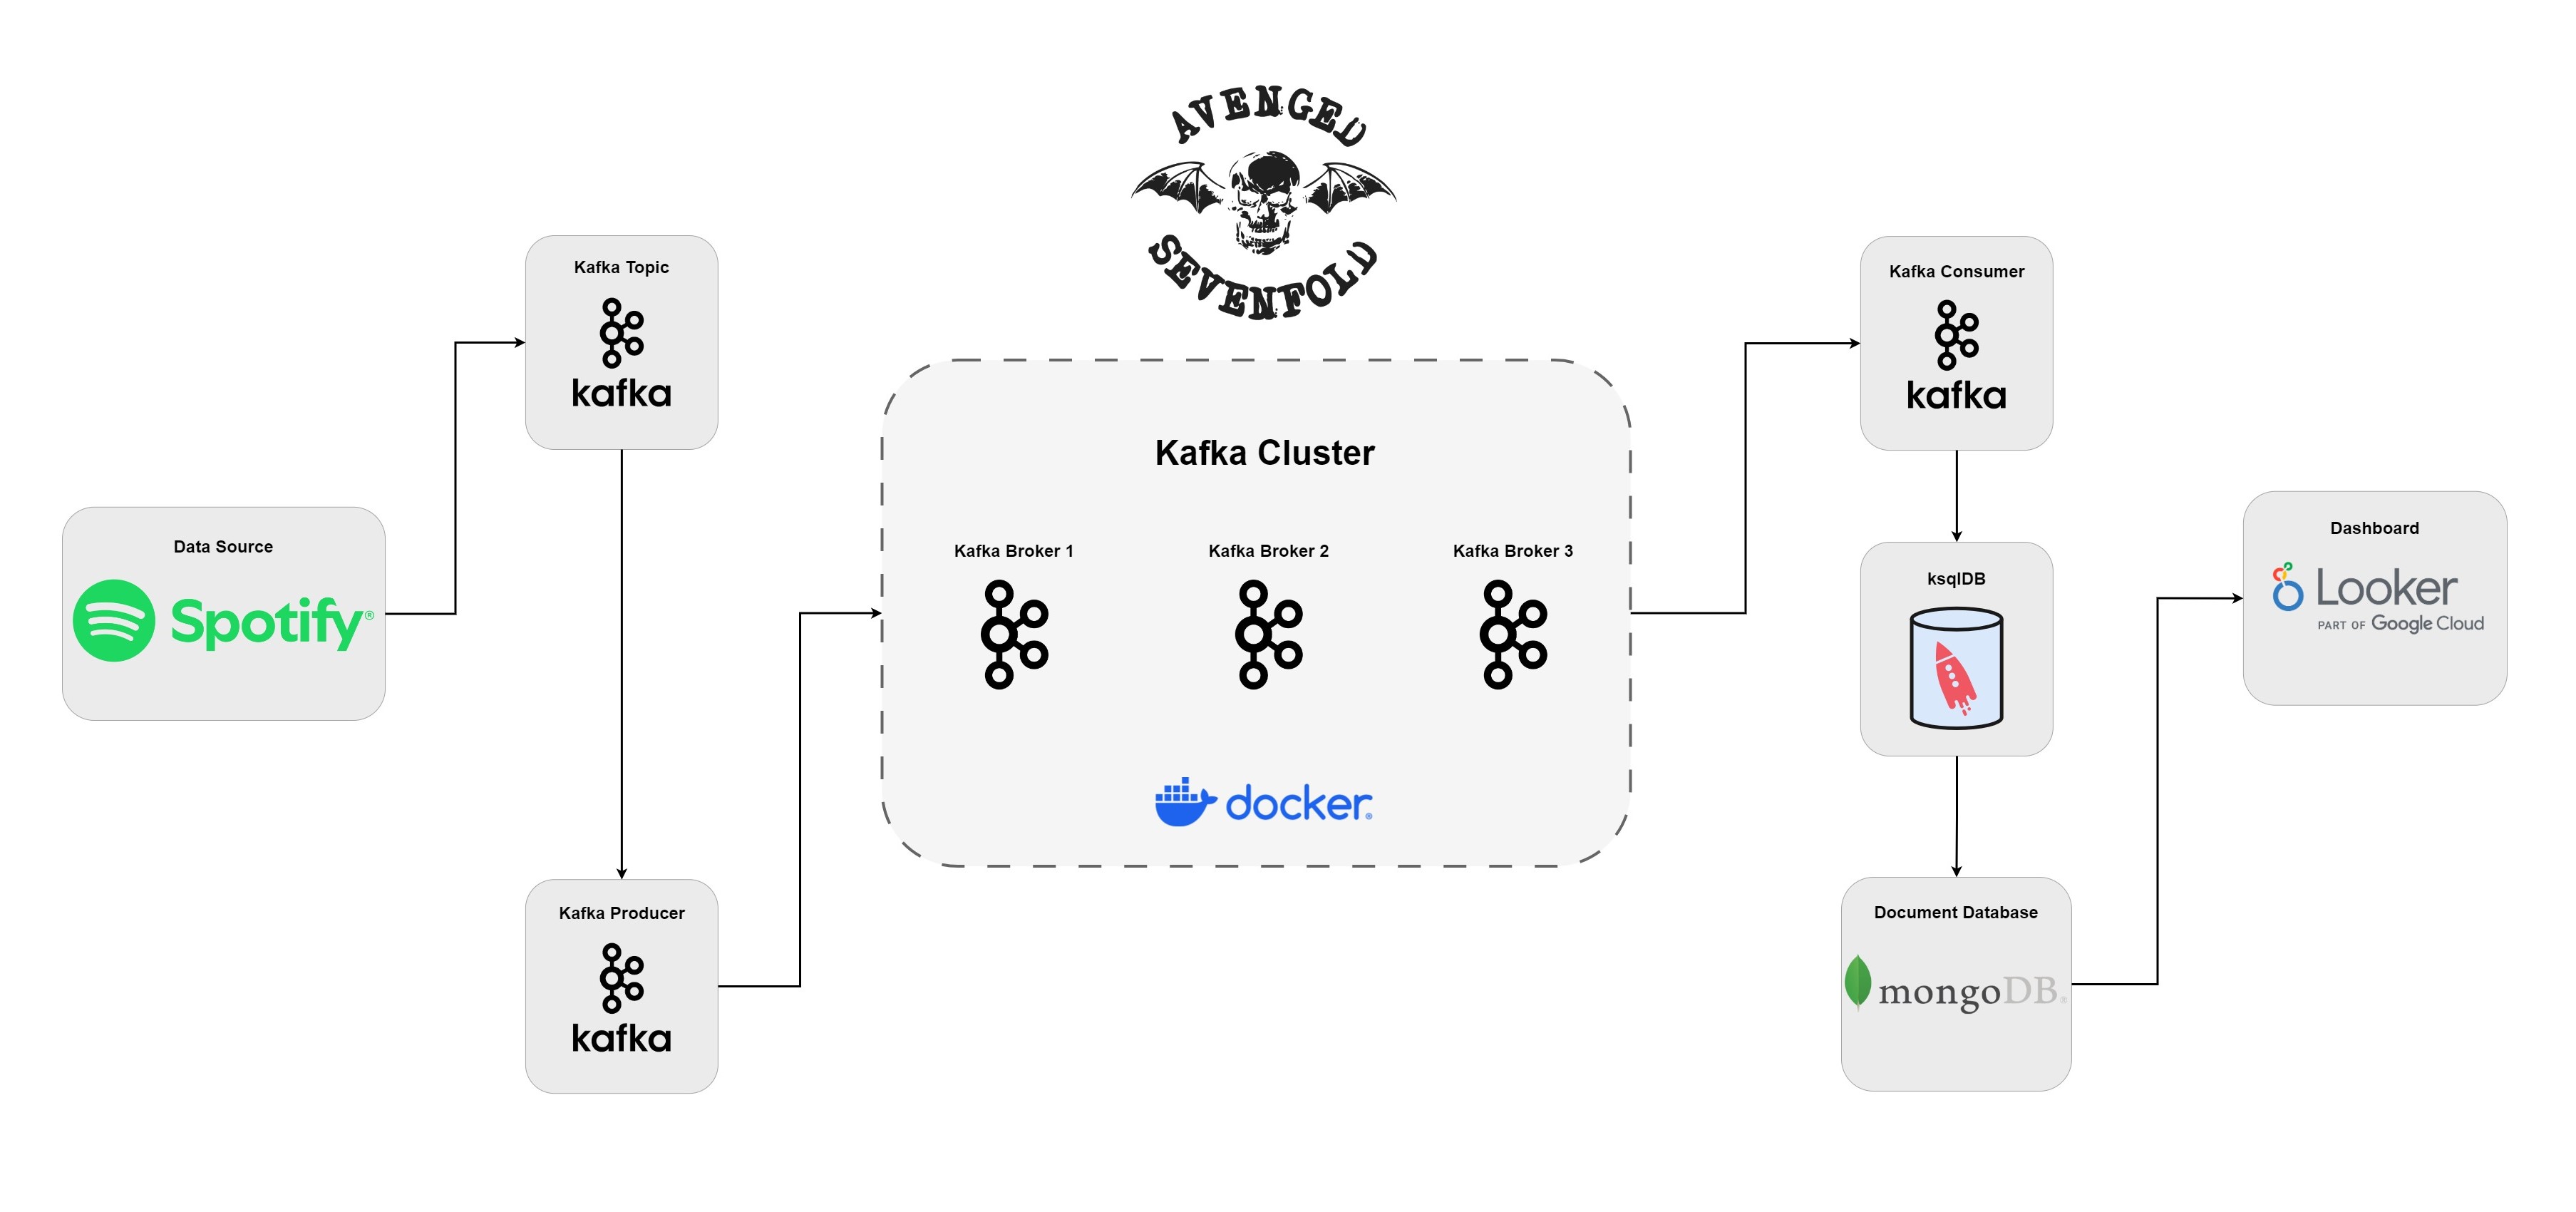 AVENGED
SEVENFOLD
Kafka Topic
kafka
Data Source
Spotify®
Kafka Producer
kafka
Kafka Cluster
Kafka Broker 1
Kafka Broker 2
Kafka Broker 3
docker®
Kafka Consumer
kafka
ksqlDB
Document Database
mongoDB®
Dashboard
Looker
PART OF Google Cloud